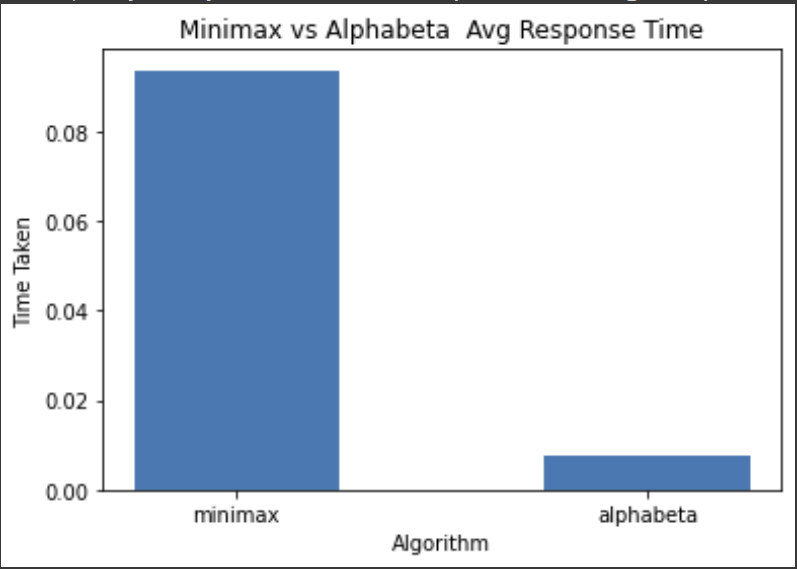 Minimax vs Alphabeta  Avg Response Time
0.08
0.06
0.04
0.02
0.00
Time Taken
minimax
alphabeta
Algorithm